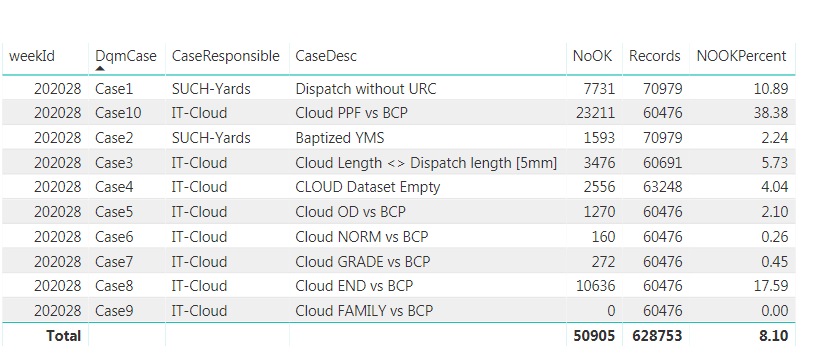 weekId DqmCase CaseResponsible CaseDesc NoOK Records NOOKPercent
202028 Case1 SUCH-Yards Dispatch without URC 7731 70979 10.89
202028 Case10 IT-Cloud Cloud PPF vs BCP 23211 60476 38.38
202028 Case2 SUCH-Yards Baptized YMS 1593 70979 2.24
202028 Case3 IT-Cloud Cloud Length <> Dispatch length [5mm] 3476 60691 5.73
202028 Case4 IT-Cloud CLOUD Dataset Empty 2556 63248 4.04
202028 Case5 IT-Cloud Cloud OD vs BCP 1270 60476 2.10
202028 Case6 IT-Cloud Cloud NORM vs BCP 160 60476 0.26
202028 Case7 IT-Cloud Cloud GRADE vs BCP 272 60476 0.45
202028 Case8 IT-Cloud Cloud END vs BCP 10636 60476 17.59
202028 Case9 IT-Cloud Cloud FAMILY vs BCP 0 60476 0.00
Total 50905 628753 8.10